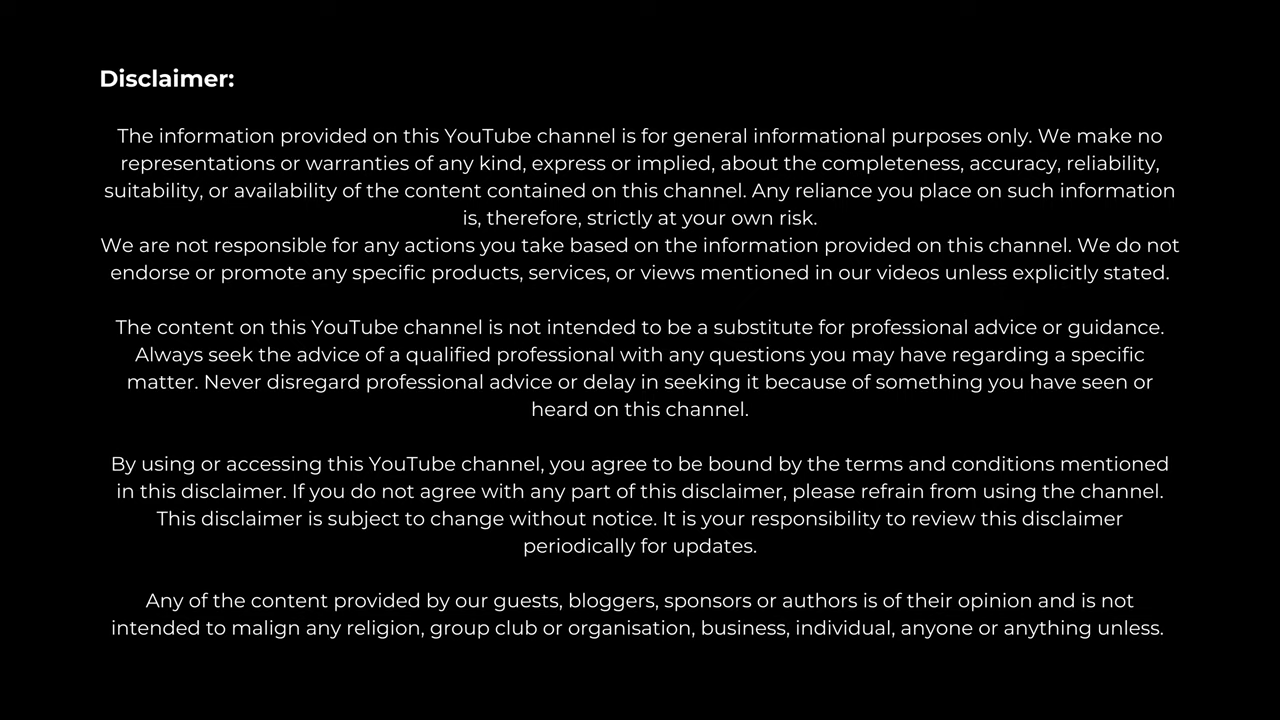 Disclaimer:
The information provided on this YouTube channel is for general informational purposes only. We make no
representations or warranties of any kind, express or implied, about the completeness, accuracy, reliability,
suitability, or availability of the content contained on this channel. Any reliance you place on such information
is, therefore, strictly at your own risk.
We are not responsible for any actions you take based on the information provided on this channel. We do not
endorse or promote any specific products, services, or views mentioned in our videos unless explicitly stated.
The content on this YouTube channel is not intended to be a substitute for professional advice or guidance.
Always seek the advice of a qualified professional with any questions you may have regarding a specific
matter. Never disregard professional advice or delay in seeking it because of something you have seen or
heard on this channel.
By using or accessing this YouTube channel, you agree to be bound by the terms and conditions mentioned
in this disclaimer. If you do not agree with any part of this disclaimer, please refrain from using the channel.
This disclaimer is subject to change without notice. It is your responsibility to review this disclaimer
periodically for updates.
Any of the content provided by our guests, bloggers, sponsors or authors is of their opinion and is not
intended to malign any religion, group club or organisation, business, individual, anyone or anything unless.